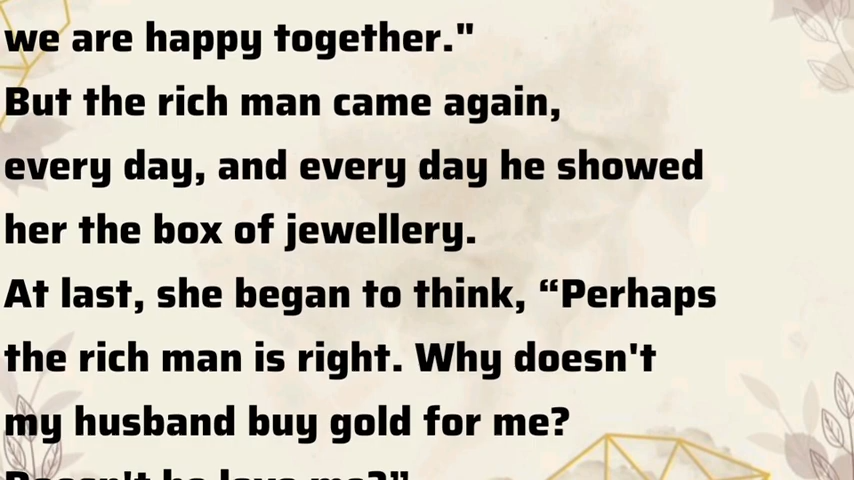 we are happy together."
But the rich man came again,
every day, and every day he showed
her the box of jewellery.
At last, she began to think, “Perhaps
the rich man is right. Why doesn't
my husband buy gold for me?
Doesn't he love me?”